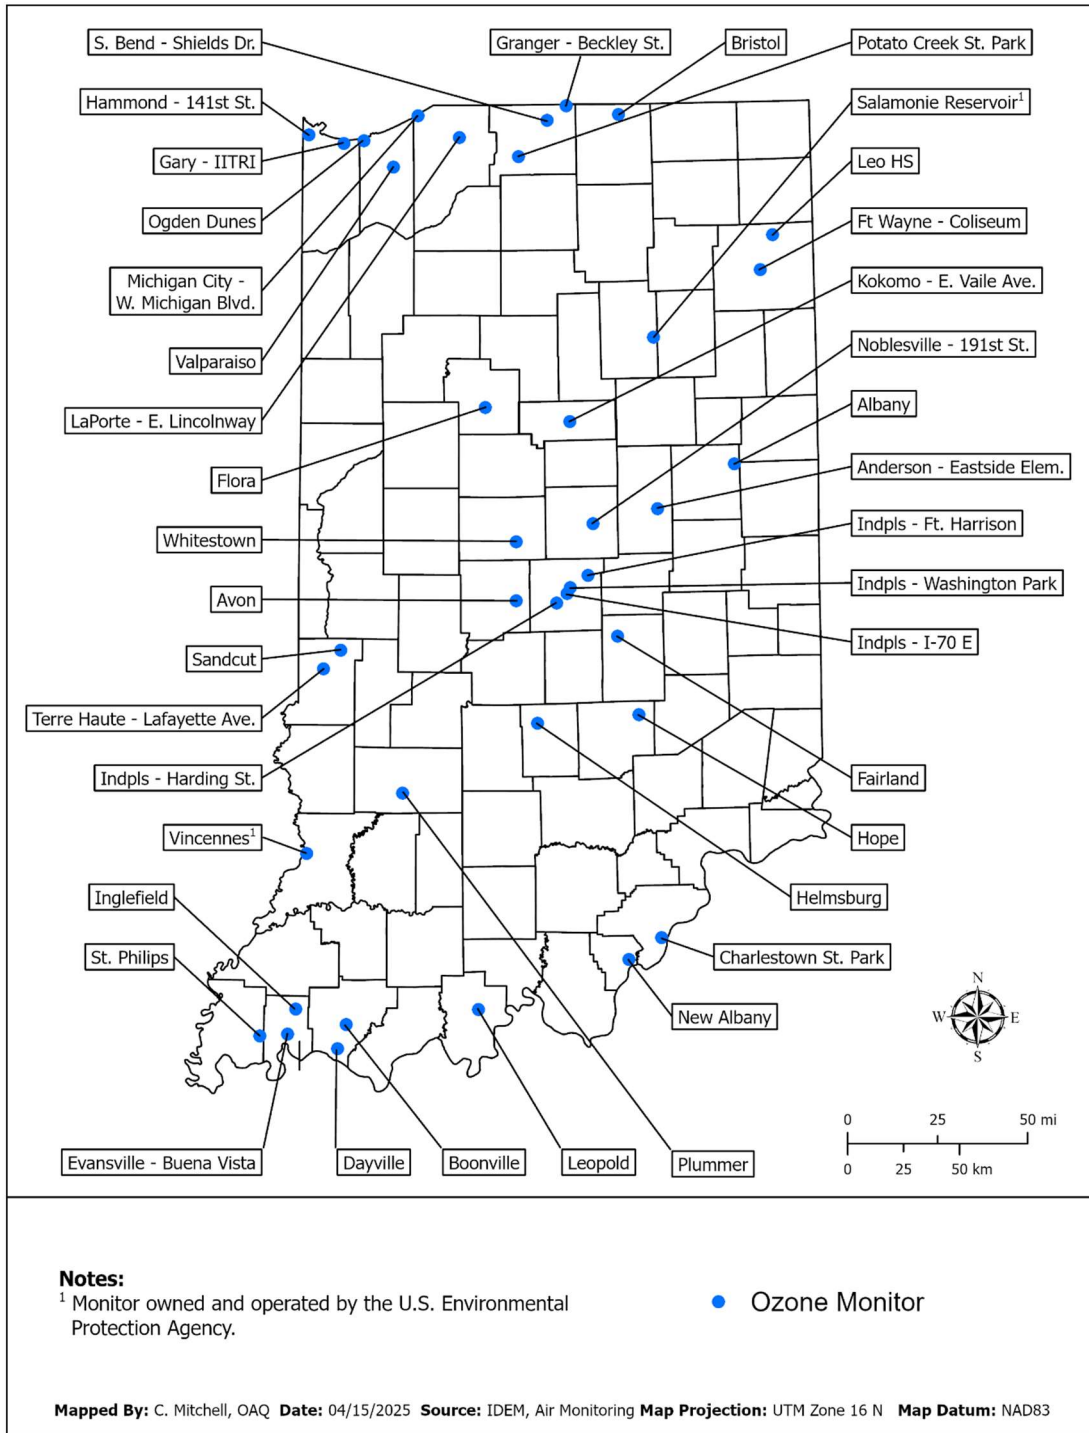 S. Bend - Shields Dr.
Granger - Beckley St.
Bristol
Potato Creek St. Park
Hammond - 141st St.
Salamonie Reservoir¹
Gary - IITRI
Leo HS
Ogden Dunes
Ft Wayne - Coliseum
Michigan City -
W. Michigan Blvd.
Kokomo - E. Vaile Ave.
Valparaiso
Noblesville - 191st St.
LaPorte - E. Lincolnway
Albany
Flora
Anderson - Eastside Elem.
Whitestown
Indpls - Ft. Harrison
Avon
Indpls - Washington Park
Sandcut
Indpls - I-70 E
Terre Haute - Lafayette Ave.
Indpls - Harding St.
Fairland
Vincennes¹
Hope
Inglefield
Helmsburg
St. Philips
Charlestown St. Park
New Albany
N
W
E
S
Evansville - Buena Vista
Dayville
Boonville
Leopold
Plummer
0 25 50 mi
0 25 50 km
Notes:
¹ Monitor owned and operated by the U.S. Environmental
Protection Agency.
Ozone Monitor
Mapped By: C. Mitchell, OAQ Date: 04/15/2025 Source: IDEM, Air Monitoring Map Projection: UTM Zone 16 N Map Datum: NAD83